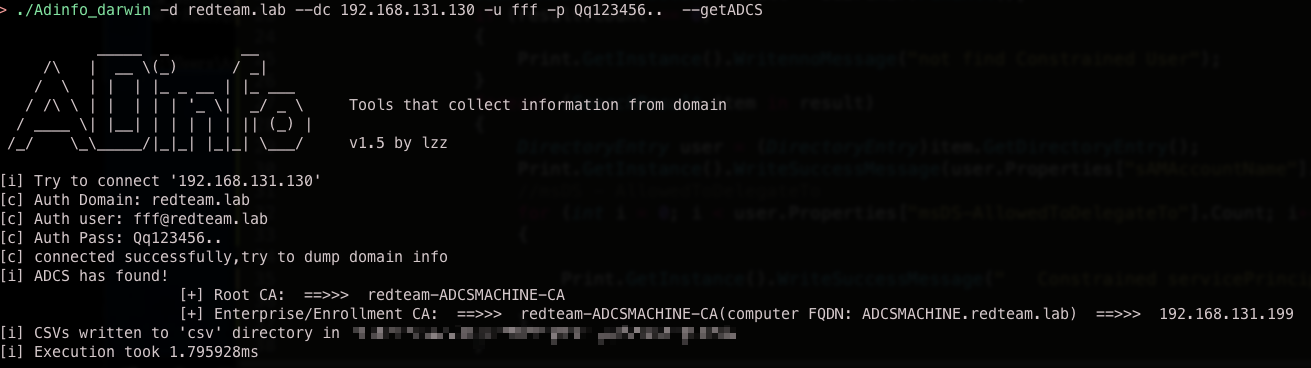 > ./Adinfo_darwin -d redteam.lab --dc 192.168.131.130 -u fff -p Qq123456..  --getADCS
ADinfo
Tools that collect information from domain
v1.5 by lzz
[i] Try to connect '192.168.131.130'
[c] Auth Domain: redteam.lab
[c] Auth user: fff@redteam.lab
[c] Auth Pass: Qq123456..
[c] connected successfully,try to dump domain info
[i] ADCS has found!
[+] Root CA:  ==>>>  redteam-ADCSMACHINE-CA
[+] Enterprise/Enrollment CA:  ==>>>  redteam-ADCSMACHINE-CA(computer FQDN: ADCSMACHINE.redteam.lab)  ==>>>  192.168.131.199
[i] CSVs written to 'csv' directory in
[i] Execution took 1.795928ms